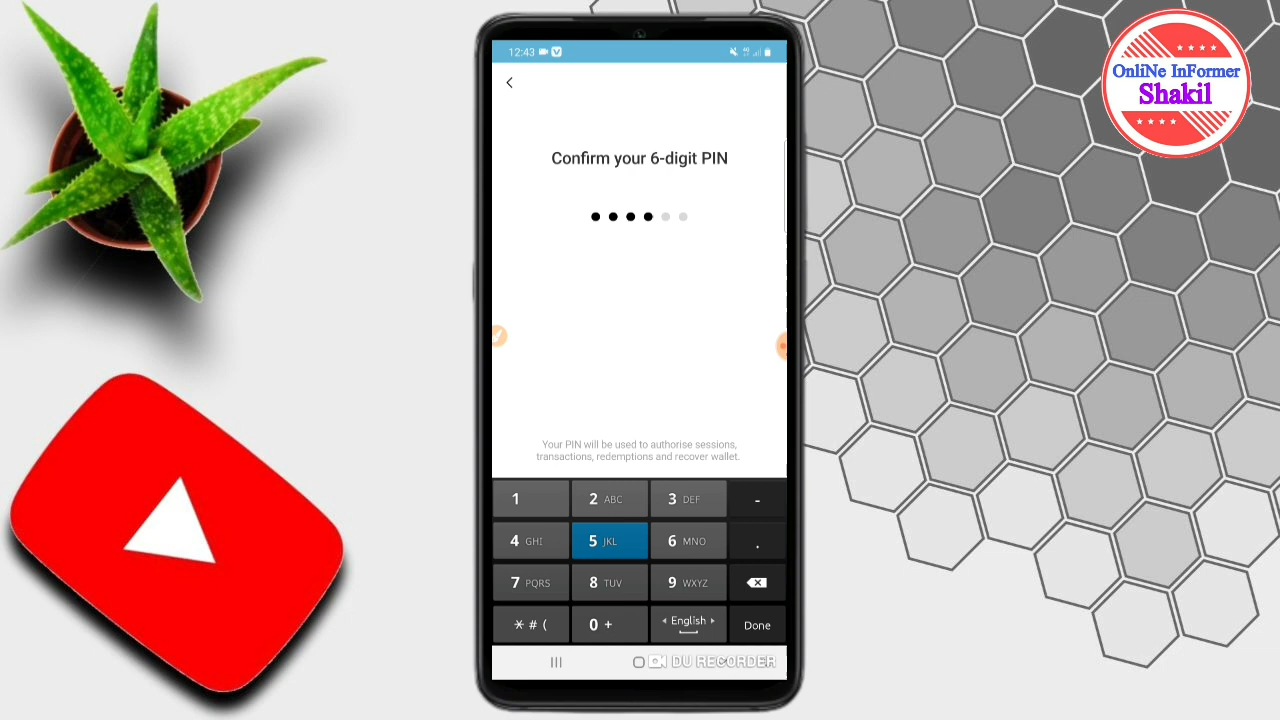 OnliNe InFormer
Shakil
12:43
Confirm your 6-digit PIN
Your PIN will be used to authorise sessions,
transactions, redemptions and recover wallet.
1
2 ABC
3 DEF
-
4 GHI
5 JKL
6 MNO
.
7 PQRS
8 TUV
9 WXYZ
* # (
0 +
English
Done
DU RECORDER